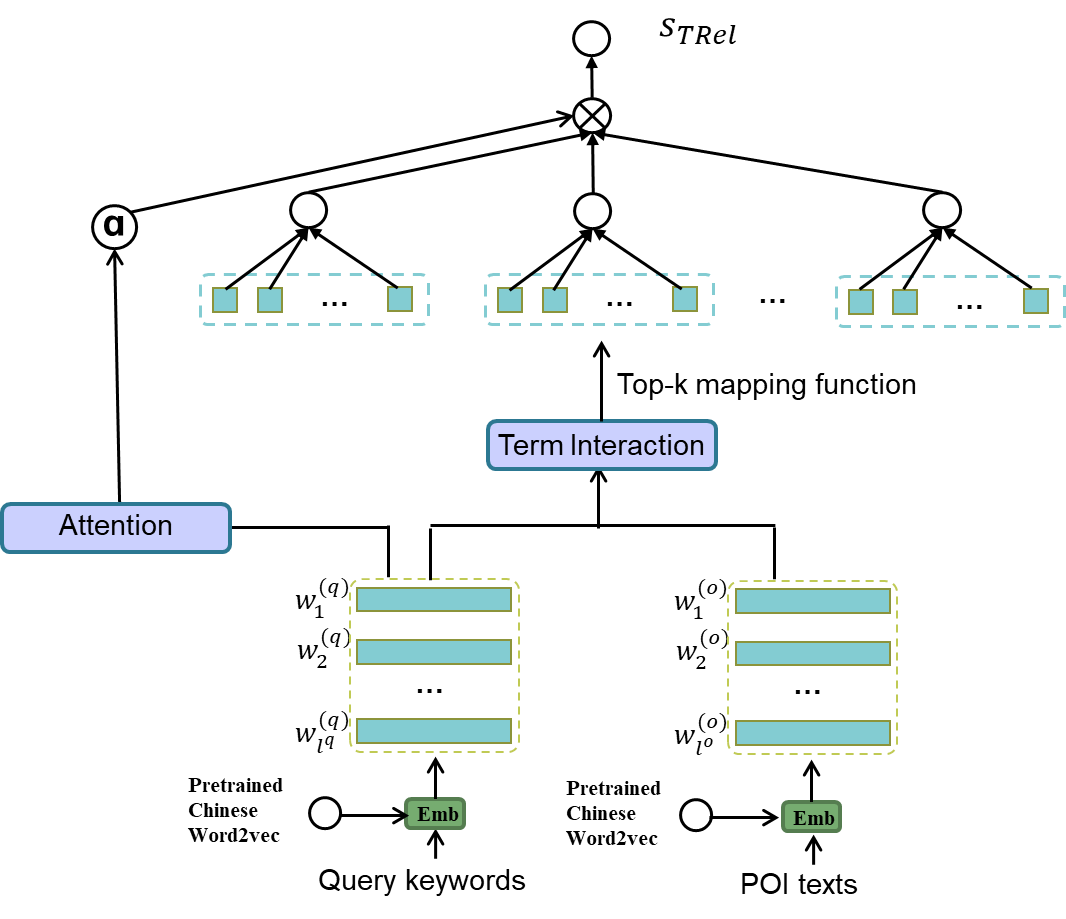 s_{TRel}
ɑ
... ... ... ...
Top-k mapping function
Term Interaction
Attention
w_1^{(q)} w_1^{(o)}
w_2^{(q)} w_2^{(o)}
... ...
w_{l^q}^{(q)} w_{l^o}^{(o)}
Pretrained
Chinese
Word2vec
Emb
Pretrained
Chinese
Word2vec
Emb
Query keywords
POI texts